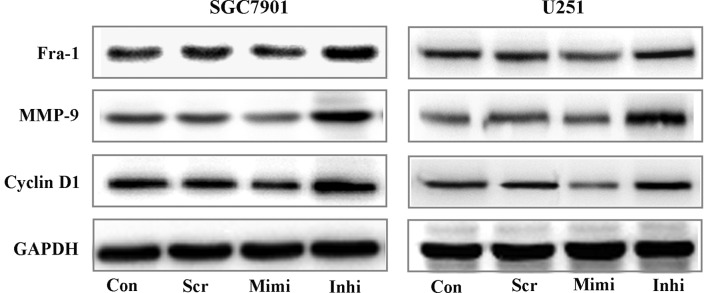 SGC7901 U251
Fra-1
MMP-9
Cyclin D1
GAPDH
Con Scr Mimi Inhi Con Scr Mimi Inhi